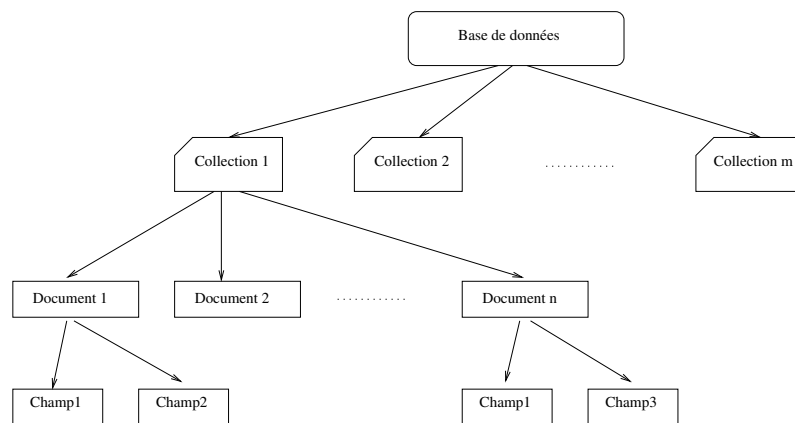 Base de données
Collection 1
Collection 2
............
Collection m
Document 1
Document 2
............
Document n
Champ1
Champ2
Champ1
Champ3